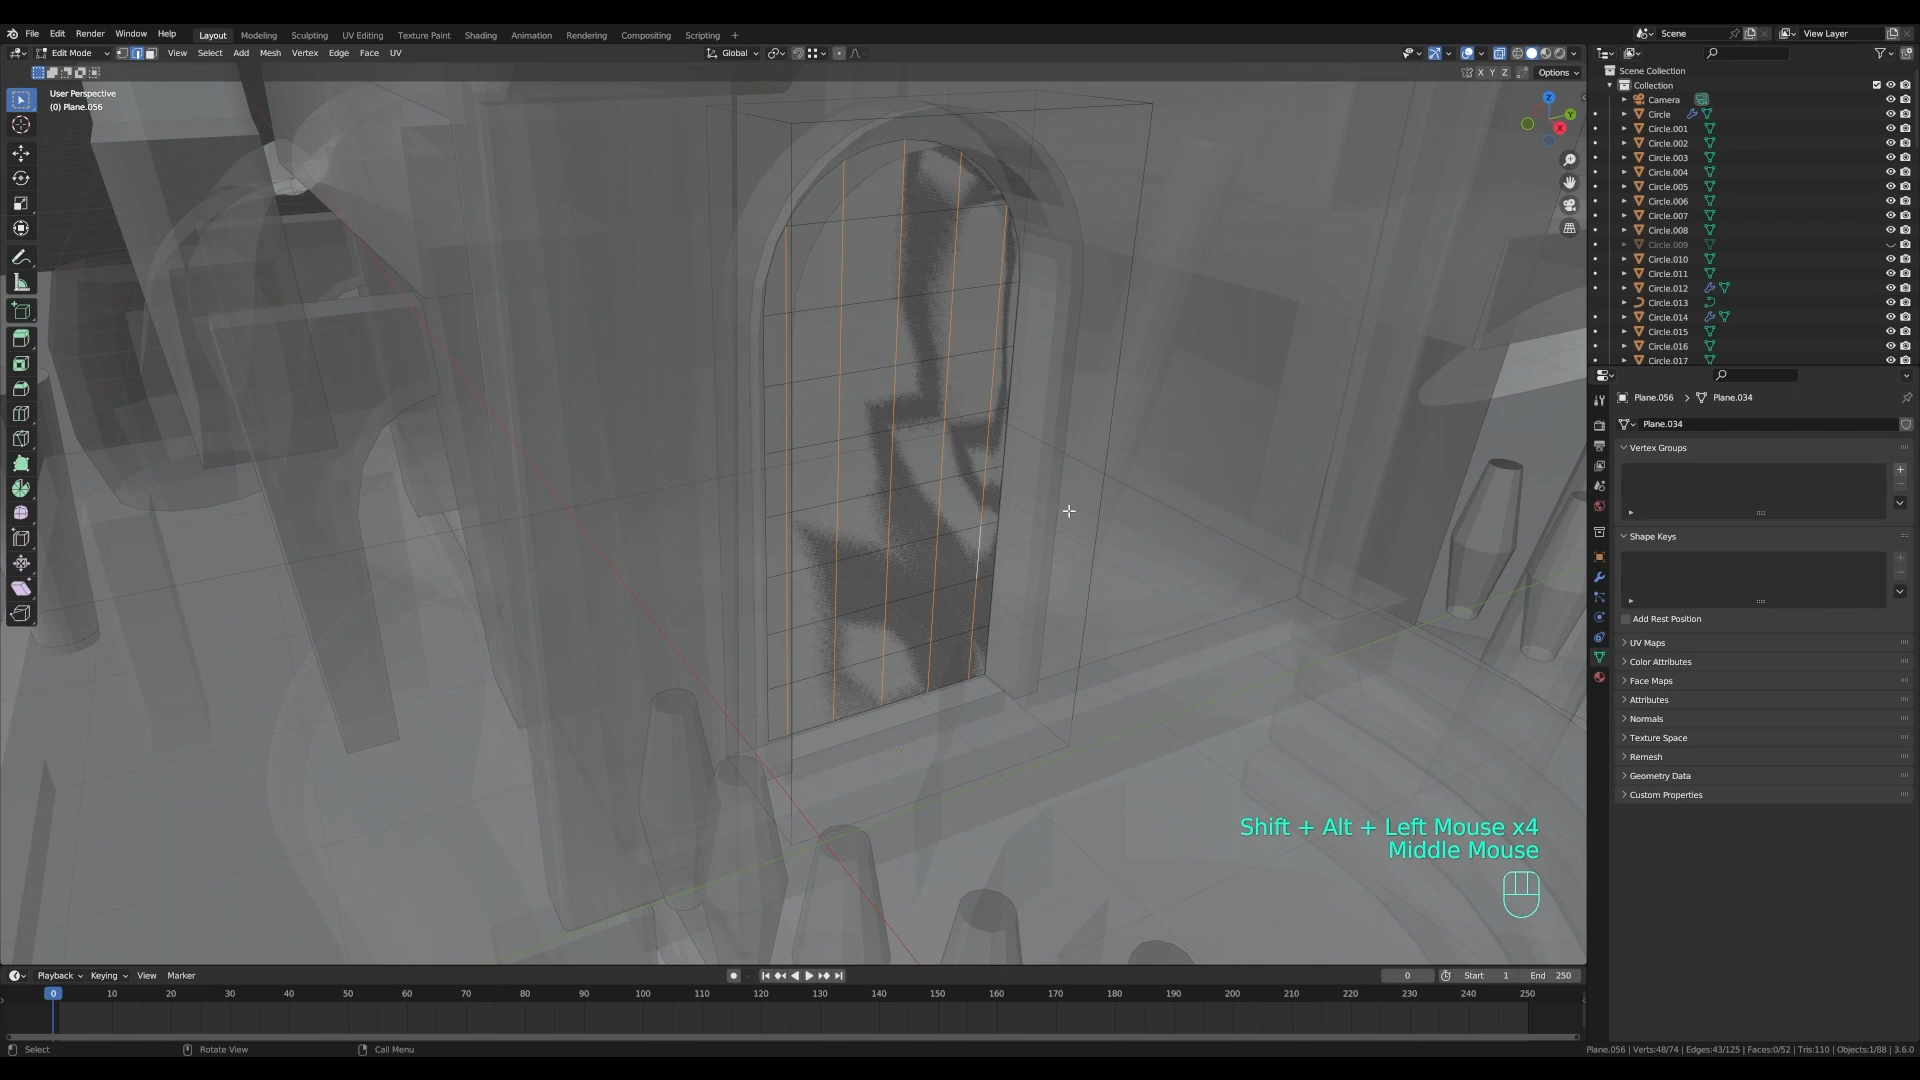 File Edit Render Window Help Layout Modeling Sculpting UV Editing Texture Paint Shading Animation Rendering Compositing Scripting + Scene View Layer
Edit Mode View Select Add Mesh Vertex Edge Face UV Global
X Y Z Options
User Perspective
(0) Plane.056
Z
Y
X
Scene Collection
Collection
Camera
Circle
Circle.001
Circle.002
Circle.003
Circle.004
Circle.005
Circle.006
Circle.007
Circle.008
Circle.009
Circle.010
Circle.011
Circle.012
Circle.013
Circle.014
Circle.015
Circle.016
Circle.017
Plane.056 > Plane.034
Plane.034
Vertex Groups
Shape Keys
Add Rest Position
UV Maps
Color Attributes
Face Maps
Attributes
Normals
Texture Space
Remesh
Geometry Data
Custom Properties
Shift + Alt + Left Mouse x4
Middle Mouse
Playback Keying View Marker 0 Start 1 End 250
0 10 20 30 40 50 60 70 80 90 100 110 120 130 140 150 160 170 180 190 200 210 220 230 240 250
Select Rotate View Call Menu Plane.056 | Verts:48/74 | Edges:43/125 | Faces:0/52 | Tris:110 | Objects:1/88 | 3.6.0